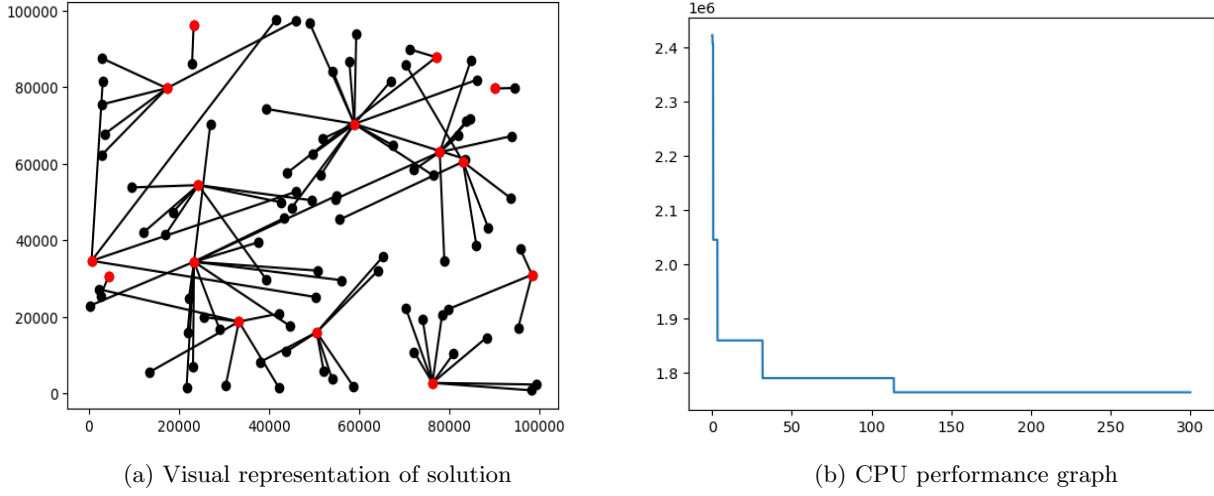 100000
80000
60000
40000
20000
0
0 20000 40000 60000 80000 100000
(a) Visual representation of solution
1e6
2.4
2.3
2.2
2.1
2.0
1.9
1.8
0 50 100 150 200 250 300
(b) CPU performance graph